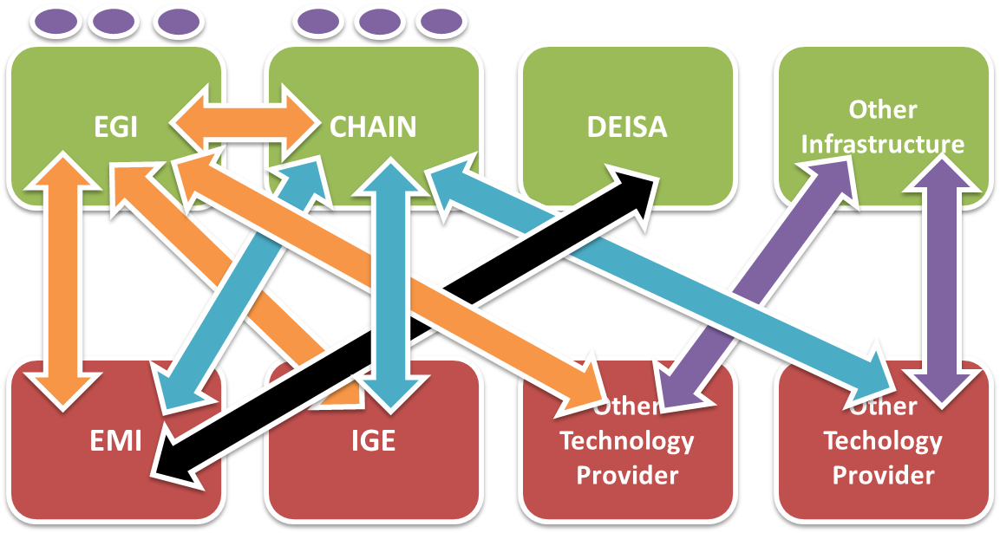 EGI
CHAIN
DEISA
Other
Infrastructure
EMI
IGE
Other
Technology
Provider
Other
Techology
Provider